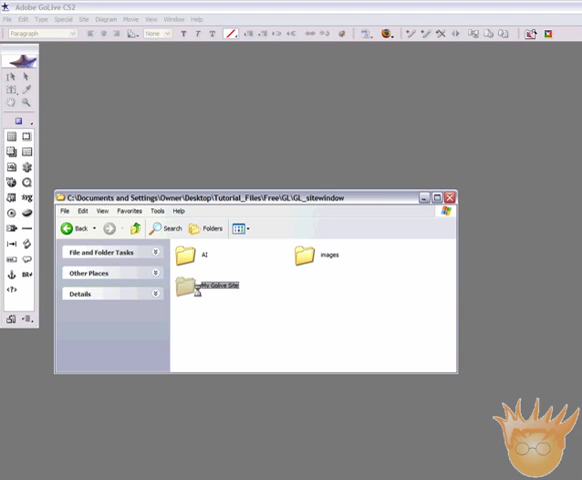 Adobe GoLive CS2
File Edit Type Special Site Diagram Movie View Window Help
Paragraph
None
C:\Documents and Settings\Owner\Desktop\Tutorial_Files\Free\GL\GL_sitewindow
File Edit View Favorites Tools Help
Back Search Folders
File and Folder Tasks
Other Places
Details
AI
images
My Golive Site